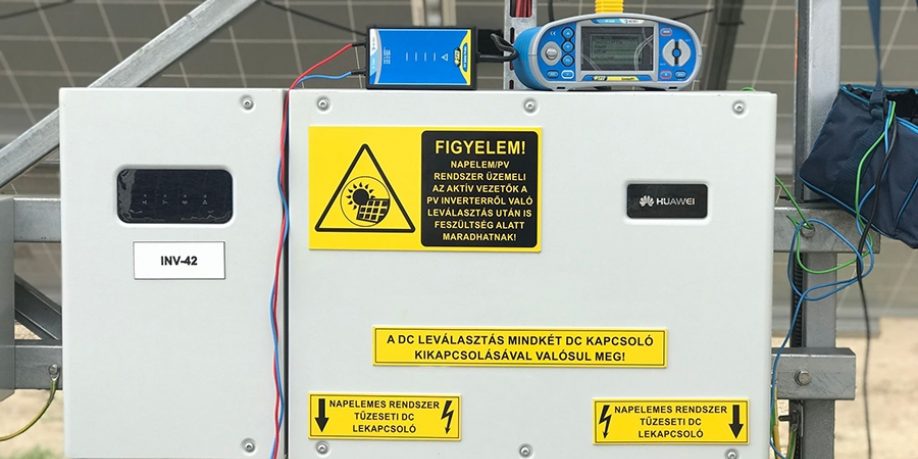 FIGYELEM!
NAPELEM/PV
RENDSZER ÜZEMELI
AZ AKTÍV VEZETŐK A
PV INVERTERRŐL VALÓ
LEVÁLASZTÁS UTÁN IS
FESZÜLTSÉG ALATT
MARADHATNAK!
HUAWEI
INV-42
A DC LEVÁLASZTÁS MINDKÉT DC KAPCSOLÓ
KIKAPCSOLÁSÁVAL VALÓSUL MEG!
NAPELEMES RENDSZER
TŰZESETI DC
LEKAPCSOLÓ
NAPELEMES RENDSZER
TŰZESETI DC
LEKAPCSOLÓ